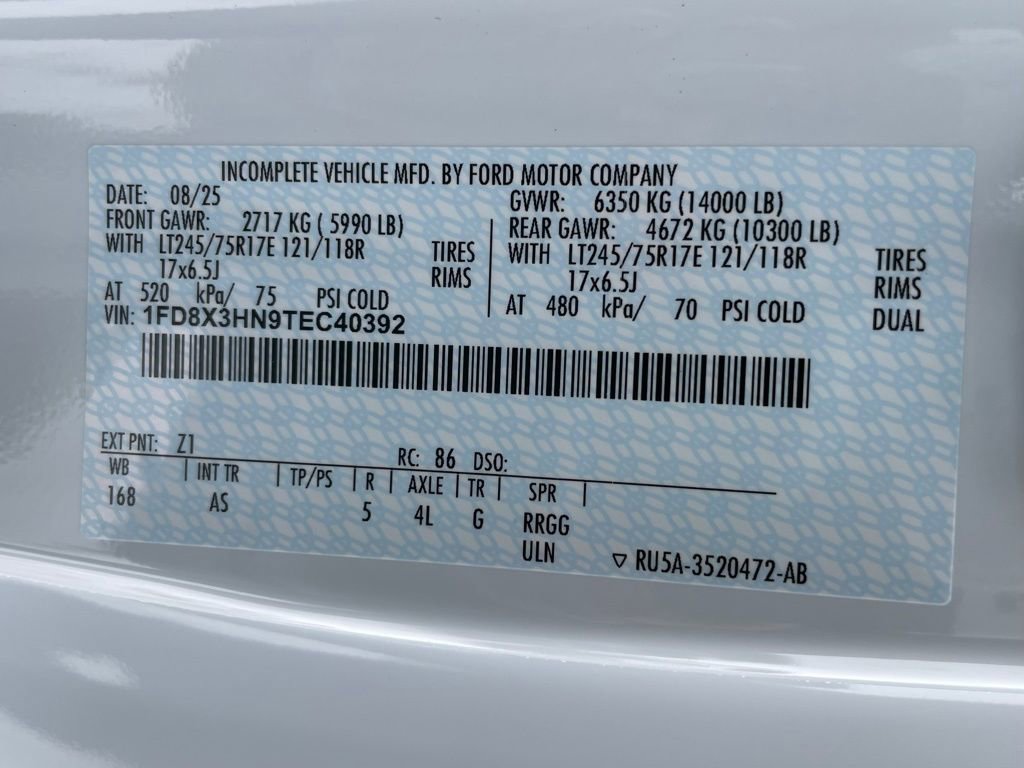 INCOMPLETE VEHICLE MFD. BY FORD MOTOR COMPANY
DATE: 08/25 GVWR: 6350 KG (14000 LB)
FRONT GAWR: 2717 KG ( 5990 LB) REAR GAWR: 4672 KG (10300 LB)
WITH LT245/75R17E 121/118R TIRES WITH LT245/75R17E 121/118R TIRES
17x6.5J RIMS 17x6.5J RIMS
AT 520 kPa/ 75 PSI COLD AT 480 kPa/ 70 PSI COLD DUAL
VIN: 1FD8X3HN9TEC40392
EXT PNT: Z1 RC: 86 DSO:
WB | INT TR | TP/PS | R | AXLE | TR | SPR |
168 AS 5 4L G RRGG
ULN ▽ RU5A-3520472-AB